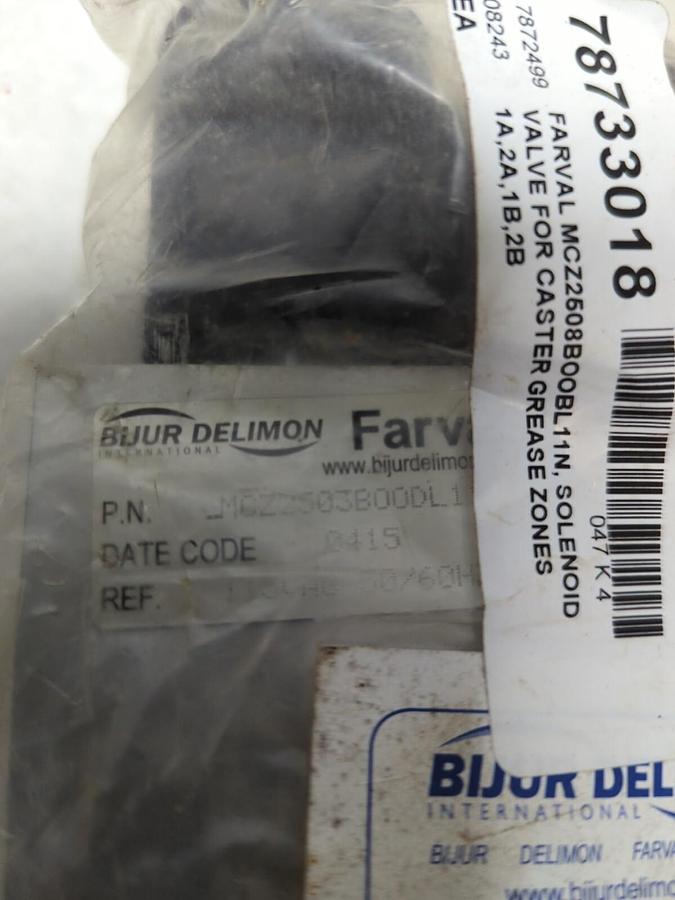 78733018
FARVAL MCZ2508B00BL11N, SOLENOID
VALVE FOR CASTER GREASE ZONES
1A,2A,1B,2B
7872499
08243
EA
047 K 4
BIJUR DELIMON Farva
INTERNATIONAL
www.bijurdelimo
P.N.
DATE CODE 0415
REF.
BIJUR DEL
INTERNATIONAL
BIJUR DELIMON FARVA
www.bijurdelimo